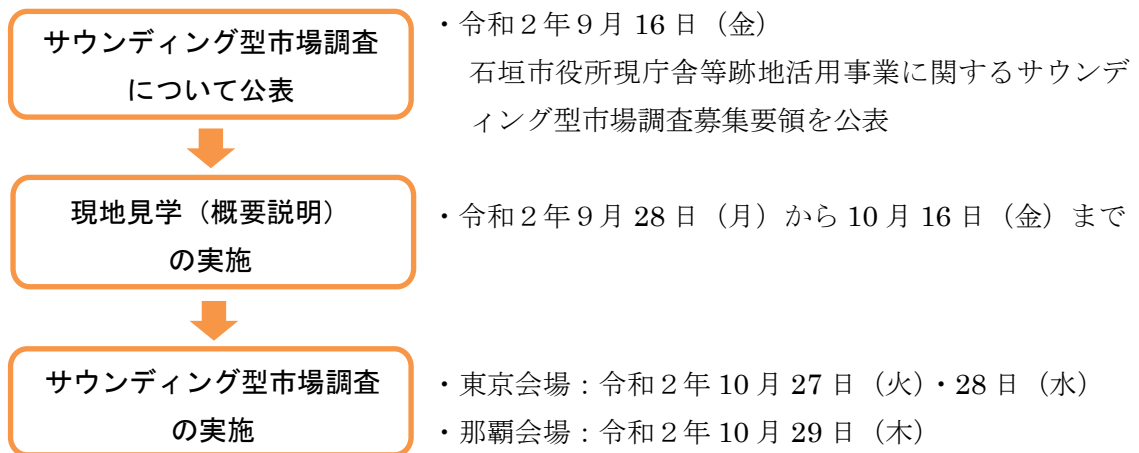 サウンディング型市場調査
について公表
・令和２年９月 16 日（金）
石垣市役所現庁舎等跡地活用事業に関するサウンデ
ィング型市場調査募集要領を公表
現地見学（概要説明）
の実施
・令和２年９月 28 日（月）から 10 月 16 日（金）まで
サウンディング型市場調査
の実施
・東京会場：令和２年 10 月 27 日（火）・28 日（水）
・那覇会場：令和２年 10 月 29 日（木）